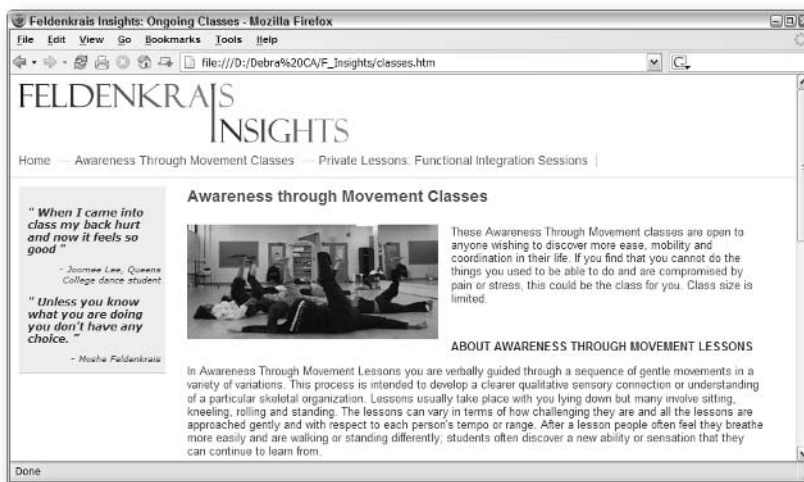 Feldenkrais Insights: Ongoing Classes - Mozilla Firefox
File Edit View Go Bookmarks Tools Help
file:///D:/Debra%20CA/F_Insights/classes.htm
G
FELDENKRAIS
INSIGHTS
Home — Awareness Through Movement Classes — Private Lessons: Functional Integration Sessions |
" When I came into
class my back hurt
and now it feels so
good "
- Joomee Lee, Queens
College dance student
" Unless you know
what you are doing
you don't have any
choice. "
- Moshe Feldenkrais
Awareness through Movement Classes
These Awareness Through Movement classes are open to
anyone wishing to discover more ease, mobility and
coordination in their life. If you find that you cannot do the
things you used to be able to do and are compromised by
pain or stress, this could be the class for you. Class size is
limited.
ABOUT AWARENESS THROUGH MOVEMENT LESSONS
In Awareness Through Movement Lessons you are verbally guided through a sequence of gentle movements in a
variety of variations. This process is intended to develop a clearer qualitative sensory connection or understanding
of a particular skeletal organization. Lessons usually take place with you lying down but many involve sitting,
kneeling, rolling and standing. The lessons can vary in terms of how challenging they are and all the lessons are
approached gently and with respect to each person's tempo or range. After a lesson people often feel they breathe
more easily and are walking or standing differently; students often discover a new ability or sensation that they
can continue to learn from.
Done